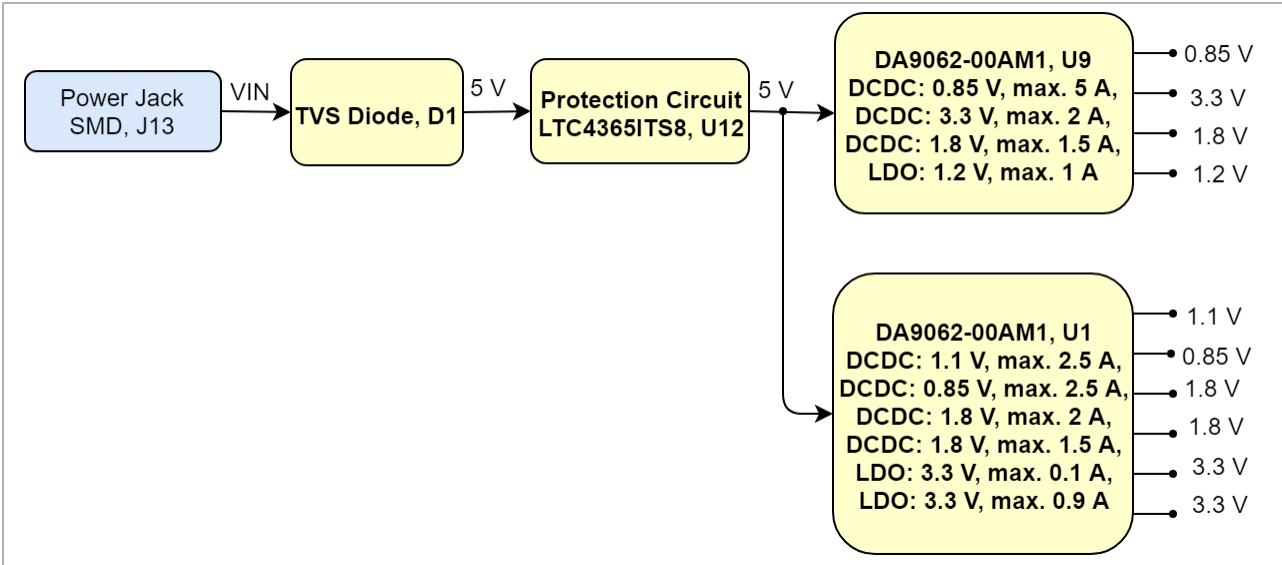 Power Jack
SMD, J13
VIN
TVS Diode, D1
5 V
Protection Circuit
LTC4365ITS8, U12
5 V
DA9062-00AM1, U9
DCDC: 0.85 V, max. 5 A,
DCDC: 3.3 V, max. 2 A,
DCDC: 1.8 V, max. 1.5 A,
LDO: 1.2 V, max. 1 A
0.85 V
3.3 V
1.8 V
1.2 V
DA9062-00AM1, U1
DCDC: 1.1 V, max. 2.5 A,
DCDC: 0.85 V, max. 2.5 A,
DCDC: 1.8 V, max. 2 A,
DCDC: 1.8 V, max. 1.5 A,
LDO: 3.3 V, max. 0.1 A,
LDO: 3.3 V, max. 0.9 A
1.1 V
0.85 V
1.8 V
1.8 V
3.3 V
3.3 V